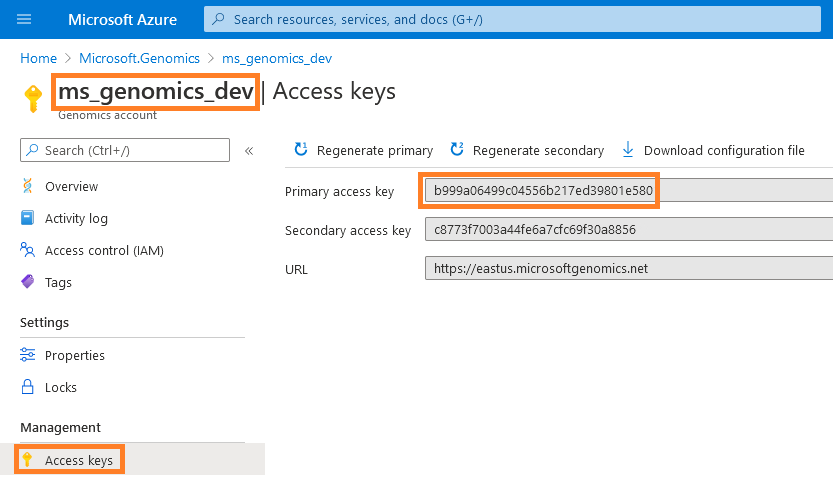 Microsoft Azure
Search resources, services, and docs (G+/)
Home > Microsoft.Genomics > ms_genomics_dev
ms_genomics_dev | Access keys
Genomics account
Search (Ctrl+/) «
Overview
Activity log
Access control (IAM)
Tags
Settings
Properties
Locks
Management
Access keys
Regenerate primary Regenerate secondary Download configuration file
Primary access key b999a06499c04556b217ed39801e580
Secondary access key c8773f7003a44fe6a7cfc69f30a8856
URL https://eastus.microsoftgenomics.net